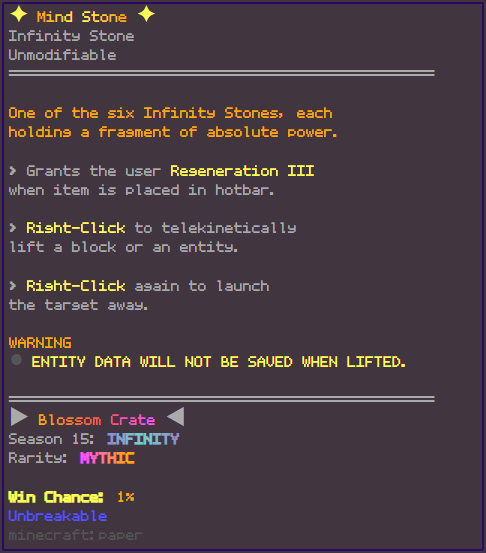 ✦ Mind Stone ✦
Infinity Stone
Unmodifiable
One of the six Infinity Stones, each
holding a fragment of absolute power.
> Grants the user Regeneration III
when item is placed in hotbar.
> Right-Click to telekinetically
lift a block or an entity.
> Right-Click again to launch
the target away.
WARNING
● ENTITY DATA WILL NOT BE SAVED WHEN LIFTED.
▶ Blossom Crate ◀
Season 15: INFINITY
Rarity: MYTHIC
Win Chance: 1%
Unbreakable
minecraft:paper